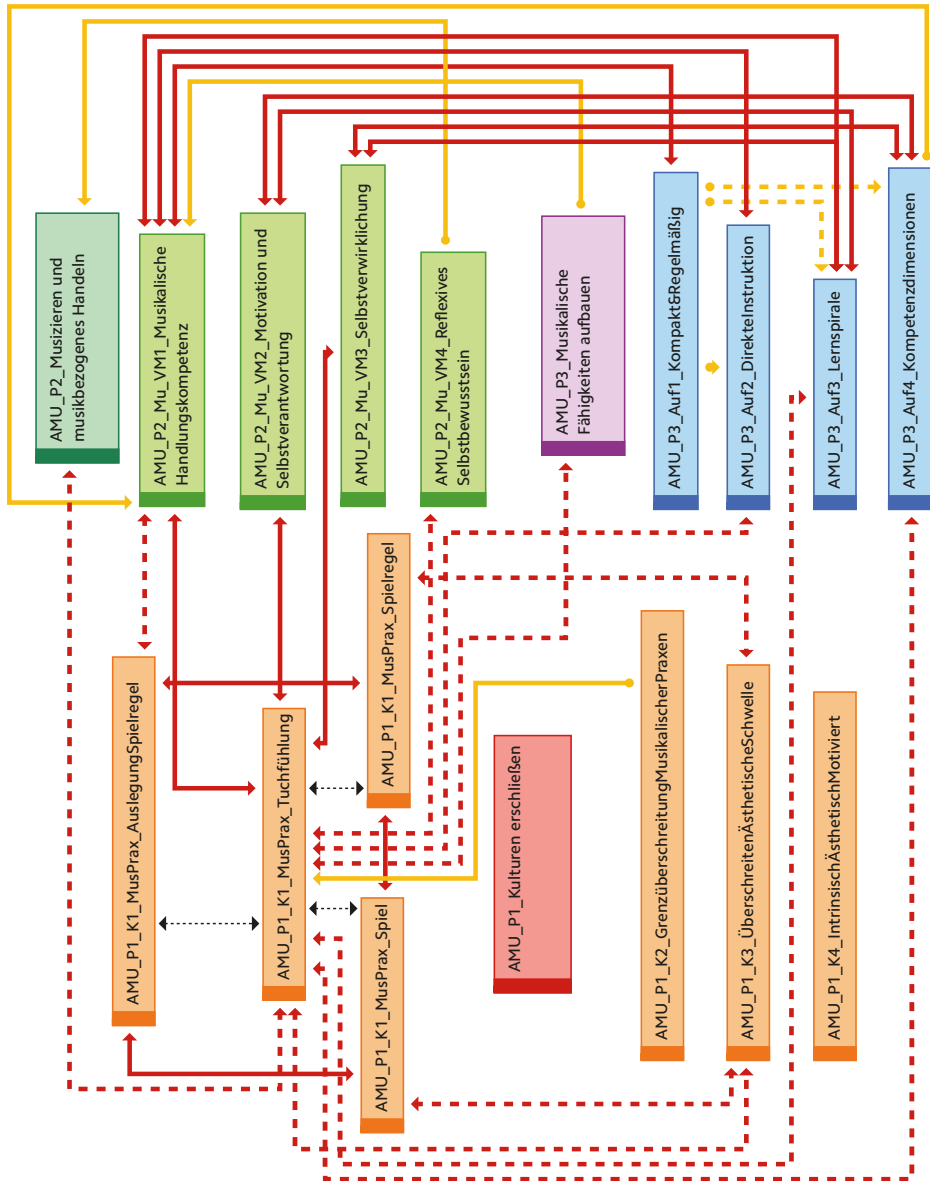 AMU_P2_Musizieren und
musikbezogenes Handeln
AMU_P2_Mu_VM1_Musikalische
Handlungskompetenz
AMU_P2_Mu_VM2_Motivation und
Selbstverantwortung
AMU_P2_Mu_VM3_Selbstverwirklichung
AMU_P2_Mu_VM4_Reflexives
Selbstbewusstsein
AMU_P3_Musikalische
Fähigkeiten aufbauen
AMU_P3_Auf1_Kompakt&Regelmäßig
AMU_P3_Auf2_DirekteInstruktion
AMU_P3_Auf3_Lernspirale
AMU_P3_Auf4_Kompetenzdimensionen
AMU_P1_K1_MusPrax_AuslegungSpielregel
AMU_P1_K1_MusPrax_Tuchfühlung
AMU_P1_K1_MusPrax_Spielregel
AMU_P1_K1_MusPrax_Spiel
AMU_P1_Kulturen erschließen
AMU_P1_K2_GrenzüberschreitungMusikalischerPraxen
AMU_P1_K3_ÜberschreitenÄsthetischeSchwelle
AMU_P1_K4_IntrinsischÄsthetischMotiviert